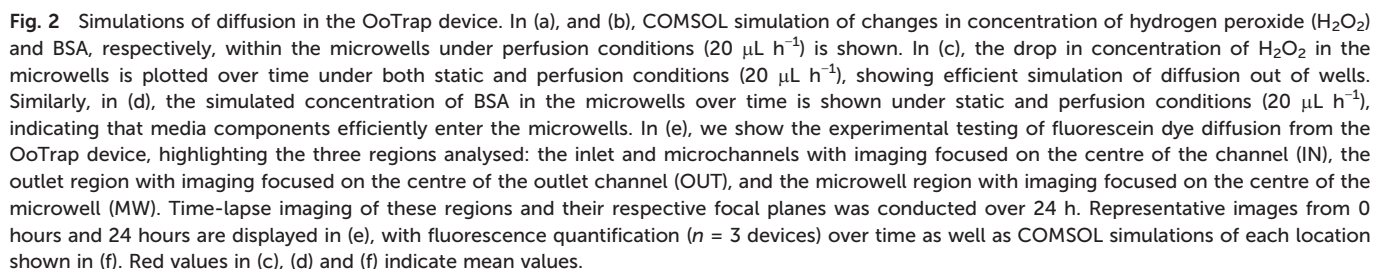 Fig. 2 Simulations of diffusion in the OoTrap device. In (a), and (b), COMSOL simulation of changes in concentration of hydrogen peroxide (H₂O₂)
and BSA, respectively, within the microwells under perfusion conditions (20 μL h⁻¹) is shown. In (c), the drop in concentration of H₂O₂ in the
microwells is plotted over time under both static and perfusion conditions (20 μL h⁻¹), showing efficient simulation of diffusion out of wells.
Similarly, in (d), the simulated concentration of BSA in the microwells over time is shown under static and perfusion conditions (20 μL h⁻¹),
indicating that media components efficiently enter the microwells. In (e), we show the experimental testing of fluorescein dye diffusion from the
OoTrap device, highlighting the three regions analysed: the inlet and microchannels with imaging focused on the centre of the channel (IN), the
outlet region with imaging focused on the centre of the outlet channel (OUT), and the microwell region with imaging focused on the centre of the
microwell (MW). Time-lapse imaging of these regions and their respective focal planes was conducted over 24 h. Representative images from 0
hours and 24 hours are displayed in (e), with fluorescence quantification (n = 3 devices) over time as well as COMSOL simulations of each location
shown in (f). Red values in (c), (d) and (f) indicate mean values.